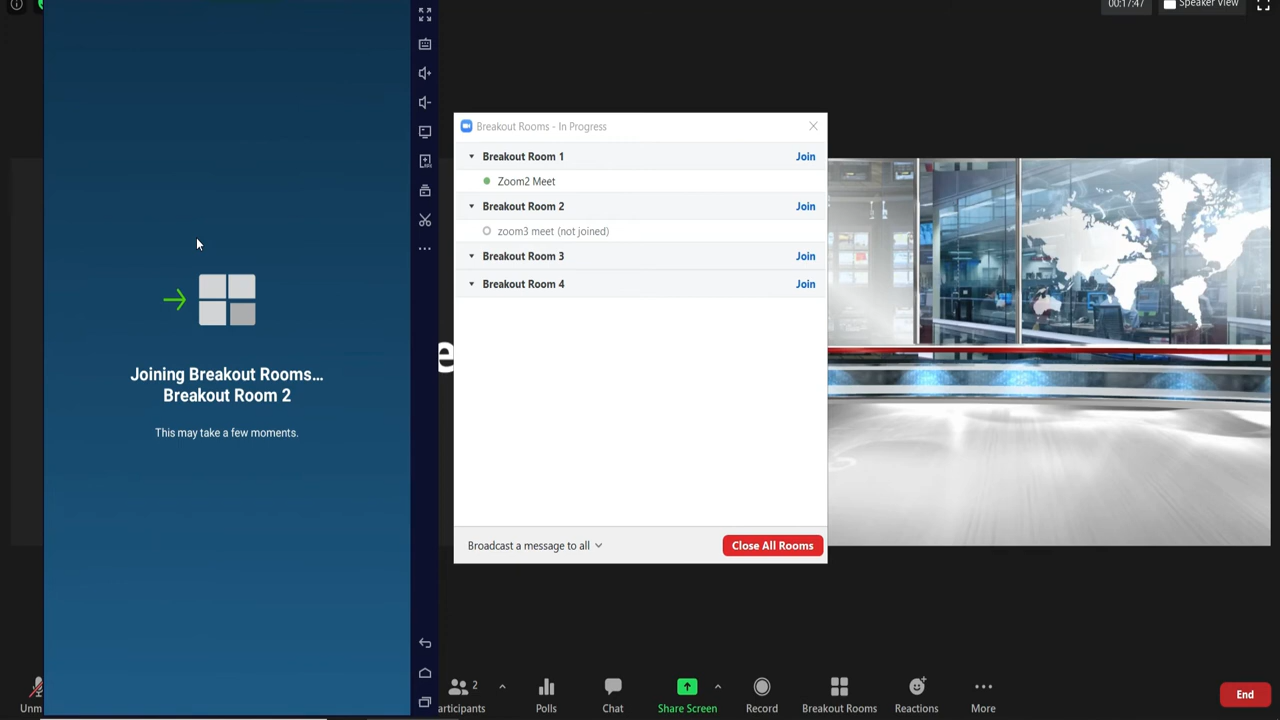 00:17:47
Speaker View
Breakout Rooms - In Progress
Breakout Room 1
Join
Zoom2 Meet
Breakout Room 2
Join
zoom3 meet (not joined)
Breakout Room 3
Join
Breakout Room 4
Join
Joining Breakout Rooms...
Breakout Room 2
This may take a few moments.
e
Broadcast a message to all
Close All Rooms
Unm
articipants
2
Polls
Chat
Share Screen
Record
Breakout Rooms
Reactions
More
End